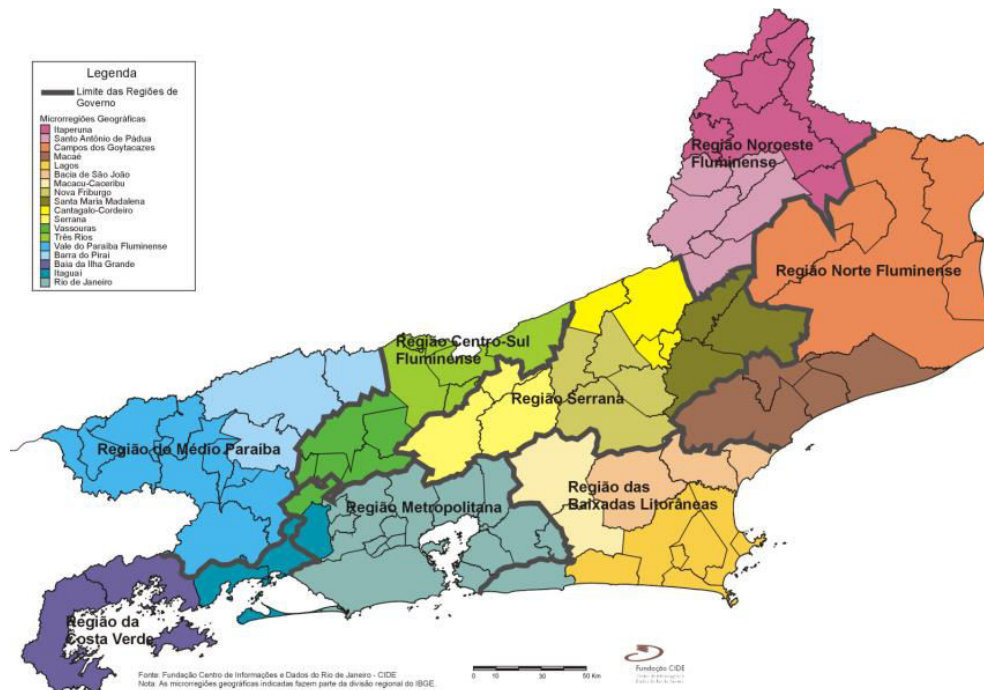 Legenda
Limite das Regiões de
Governo
Microrregiões Geográficas
Itaperuna
Santo Antônio de Pádua
Campos dos Goytacazes
Macaé
Lagos
Bacia de São João
Macacu-Caceribu
Nova Friburgo
Santa Maria Madalena
Cantagalo-Cordeiro
Serrana
Vassouras
Três Rios
Vale do Paraíba Fluminense
Barra do Piraí
Baía da Ilha Grande
Itaguaí
Rio de Janeiro
Região Noroeste
Fluminense
Região Norte Fluminense
Região Centro-Sul
Fluminense
Região Serrana
Região do Médio Paraíba
Região das
Baixadas Litorâneas
Região Metropolitana
Região da
Costa Verde
Fonte: Fundação Centro de Informações e Dados do Rio de Janeiro - CIDE
Nota: As microrregiões geográficas indicadas fazem parte da divisão regional do IBGE.
10 0 10 20 30 Km
Fundação CIDE